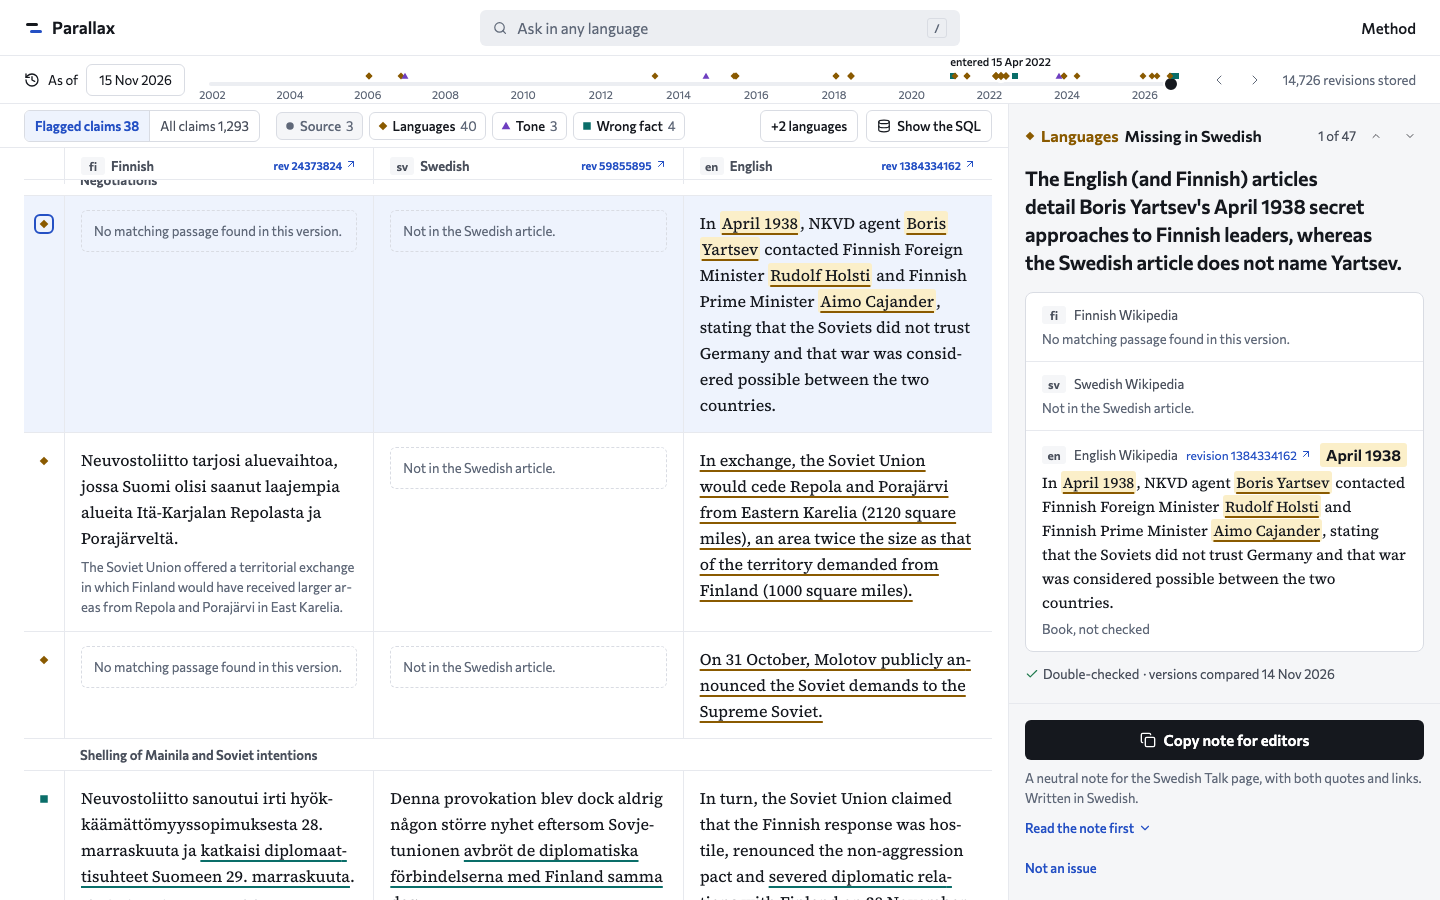 Parallax
Ask in any language
/
Method
As of
15 Nov 2026
entered 15 Apr 2022
2002 2004 2006 2008 2010 2012 2014 2016 2018 2020 2022 2024 2026
14,726 revisions stored
Flagged claims 38
All claims 1,293
Source 3
Languages 40
Tone 3
Wrong fact 4
+2 languages
Show the SQL
fi Finnish rev 24373824
sv Swedish rev 59855895
en English rev 1384334162
Negotiations
No matching passage found in this version.
Not in the Swedish article.
In April 1938, NKVD agent Boris
Yartsev contacted Finnish Foreign
Minister Rudolf Holsti and Finnish
Prime Minister Aimo Cajander,
stating that the Soviets did not trust
Germany and that war was consid-
ered possible between the two
countries.
Neuvostoliitto tarjosi aluevaihtoa,
jossa Suomi olisi saanut laajempia
alueita Itä-Karjalan Repolasta ja
Porajärveltä.
The Soviet Union offered a territorial exchange
in which Finland would have received larger ar-
eas from Repola and Porajärvi in East Karelia.
Not in the Swedish article.
In exchange, the Soviet Union
would cede Repola and Porajärvi
from Eastern Karelia (2120 square
miles), an area twice the size as that
of the territory demanded from
Finland (1000 square miles).
No matching passage found in this version.
Not in the Swedish article.
On 31 October, Molotov publicly an-
nounced the Soviet demands to the
Supreme Soviet.
Shelling of Mainila and Soviet intentions
Neuvostoliitto sanoutui irti hyök-
käämättömyyssopimuksesta 28.
marraskuuta ja katkaisi diplomaat-
tisuhteet Suomeen 29. marraskuuta.
Denna provokation blev dock aldrig
någon större nyhet eftersom Sovje-
tunionen avbröt de diplomatiska
förbindelserna med Finland samma
In turn, the Soviet Union claimed
that the Finnish response was hos-
tile, renounced the non-aggression
pact and severed diplomatic rela-
Languages Missing in Swedish
1 of 47
The English (and Finnish) articles
detail Boris Yartsev's April 1938 secret
approaches to Finnish leaders, whereas
the Swedish article does not name Yartsev.
fi Finnish Wikipedia
No matching passage found in this version.
sv Swedish Wikipedia
Not in the Swedish article.
en English Wikipedia revision 1384334162 April 1938
In April 1938, NKVD agent Boris Yartsev contacted
Finnish Foreign Minister Rudolf Holsti and
Finnish Prime Minister Aimo Cajander, stating
that the Soviets did not trust Germany and that war
was considered possible between the two
countries.
Book, not checked
Double-checked · versions compared 14 Nov 2026
Copy note for editors
A neutral note for the Swedish Talk page, with both quotes and links.
Written in Swedish.
Read the note first
Not an issue